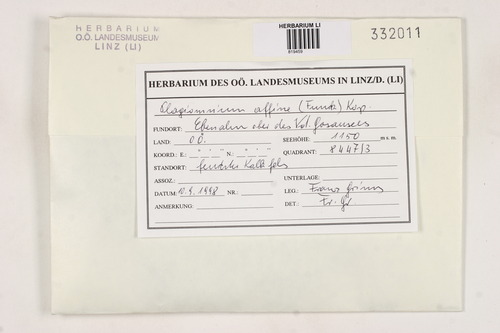 HERBARIUM
O.Ö. LANDESMUSEUM
LINZ (LI)
HERBARIUM LI
332011
HERBARIUM DES OÖ. LANDESMUSEUMS IN LINZ/D. (LI)
Plagiomnium affine (Funck) Kop.
FUNDORT: Ebenalm ober des Vd. Gosausees
LAND: OÖ. SEEHÖHE: 1150 m s. m.
KOORD.: E.: N.: QUADRANT: 8447/3
STANDORT: feuchter Kalkfels
ASSOZ.: UNTERLAGE:
DATUM: 10.9.1998 NR.: LEG.: Franz Grims
ANMERKUNG: DET.: Fr. Gr